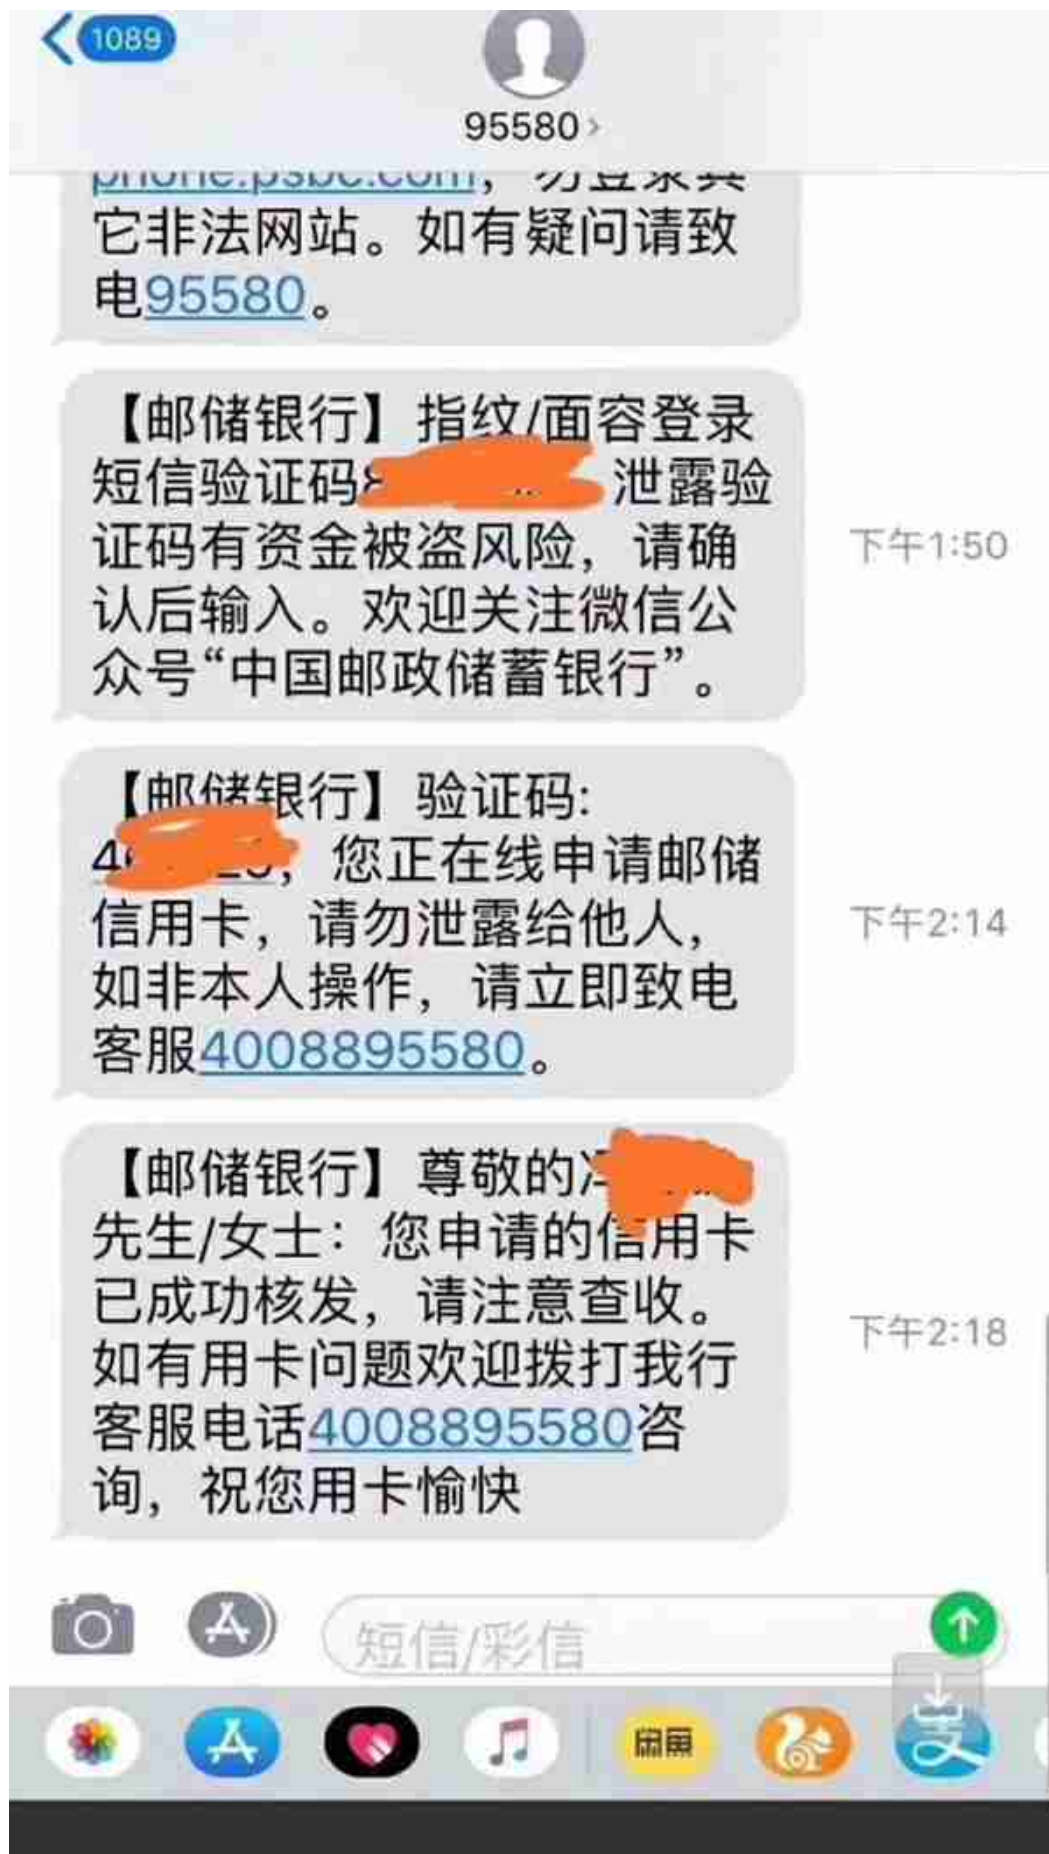 1089
95580
phone.psbc.com，勿登录其
它非法网站。如有疑问请致
电95580。
【邮储银行】指纹/面容登录
短信验证码 泄露验
证码有资金被盗风险，请确
认后输入。欢迎关注微信公
众号“中国邮政储蓄银行”。
下午1:50
【邮储银行】验证码:
，您正在线申请邮储
信用卡，请勿泄露给他人，
如非本人操作，请立即致电
客服4008895580。
下午2:14
【邮储银行】尊敬的
先生/女士：您申请的信用卡
已成功核发，请注意查收。
如有用卡问题欢迎拨打我行
客服电话4008895580咨
询，祝您用卡愉快
下午2:18
短信/彩信
闲鱼
支